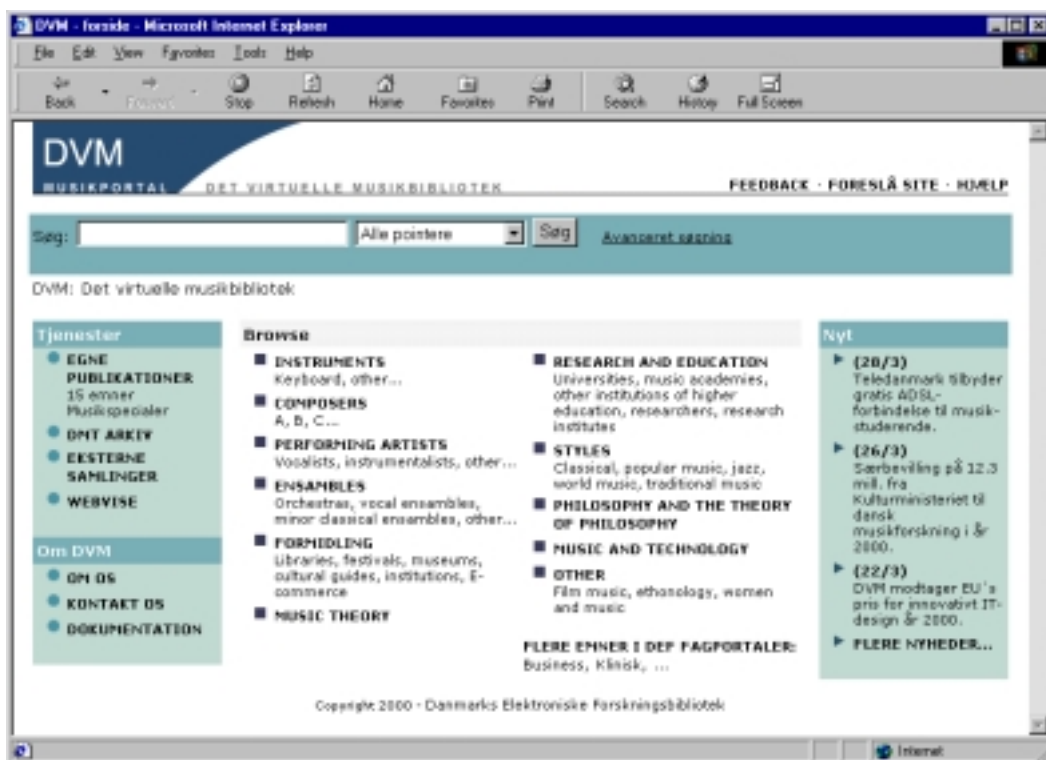 DVM - forside - Microsoft Internet Explorer
File Edit View Favorites Tools Help
Back Forward Stop Refresh Home Favorites Print Search History Full Screen
DVM
MUSIKPORTAL DET VIRTUELLE MUSIKBIBLIOTEK
FEEDBACK · FORESLÅ SITE · HJÆLP
Søg: Alle pointere Søg Avanceret søgning
DVM: Det virtuelle musikbibliotek
Tjenester
EGNE
PUBLIKATIONER
15 emner
Musikspecialer
DMT ARKIV
EKSTERNE
SAMLINGER
WEBVISE
Om DVM
OM OS
KONTAKT OS
DOKUMENTATION
Browse
INSTRUMENTS
Keyboard, other...
COMPOSERS
A, B, C...
PERFORMING ARTISTS
Vocalists, instrumentalists, other...
ENSAMBLES
Orchestras, vocal ensambles,
minor classical ensambles, other...
FORMIDLING
Libraries, festivals, museums,
cultural guides, institutions, E-
commerce
MUSIC THEORY
RESEARCH AND EDUCATION
Universities, music academies,
other institutions of higher
education, researchers, research
institutes
STYLES
Classical, popular music, jazz,
world music, traditional music
PHILOSOPHY AND THE THEORY
OF PHILOSOPHY
MUSIC AND TECHNOLOGY
OTHER
Film music, ethonology, women
and music
FLERE EMNER I DEF FAGPORTALER:
Business, Klinisk, ...
Nyt
(28/3)
Teledanmark tilbyder
gratis ADSL-
forbindelse til musik-
studerende.
(26/3)
Særbevilling på 12.3
mill. fra
Kulturministeriet til
dansk
musikforskning i år
2000.
(22/3)
DVM modtager EU's
pris for innovativt IT-
design år 2000.
FLERE NYHEDER...
Copyright 2000 - Danmarks Elektroniske Forskningsbibliotek
Internet